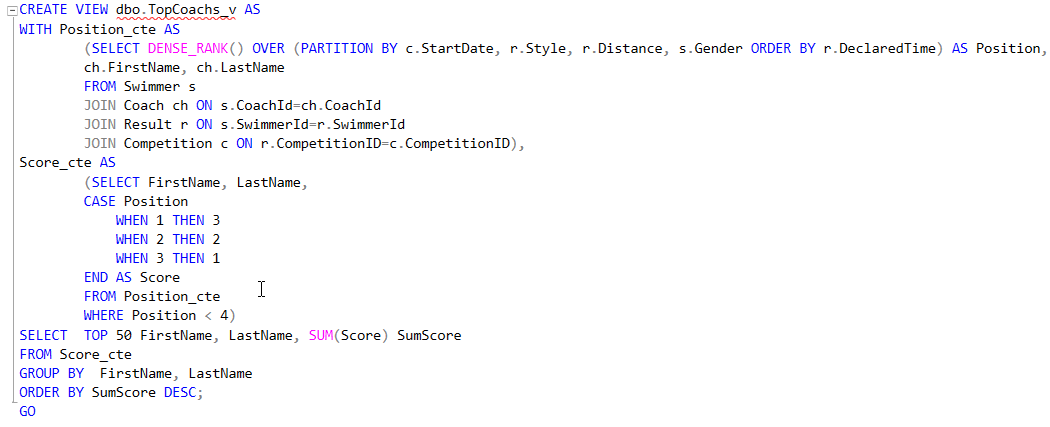 CREATE VIEW dbo.TopCoachs_v AS
WITH Position_cte AS
(SELECT DENSE_RANK() OVER (PARTITION BY c.StartDate, r.Style, r.Distance, s.Gender ORDER BY r.DeclaredTime) AS Position,
ch.FirstName, ch.LastName
FROM Swimmer s
JOIN Coach ch ON s.CoachId=ch.CoachId
JOIN Result r ON s.SwimmerId=r.SwimmerId
JOIN Competition c ON r.CompetitionID=c.CompetitionID),
Score_cte AS
(SELECT FirstName, LastName,
CASE Position
WHEN 1 THEN 3
WHEN 2 THEN 2
WHEN 3 THEN 1
END AS Score
FROM Position_cte
WHERE Position < 4)
SELECT  TOP 50 FirstName, LastName, SUM(Score) SumScore
FROM Score_cte
GROUP BY  FirstName, LastName
ORDER BY SumScore DESC;
GO